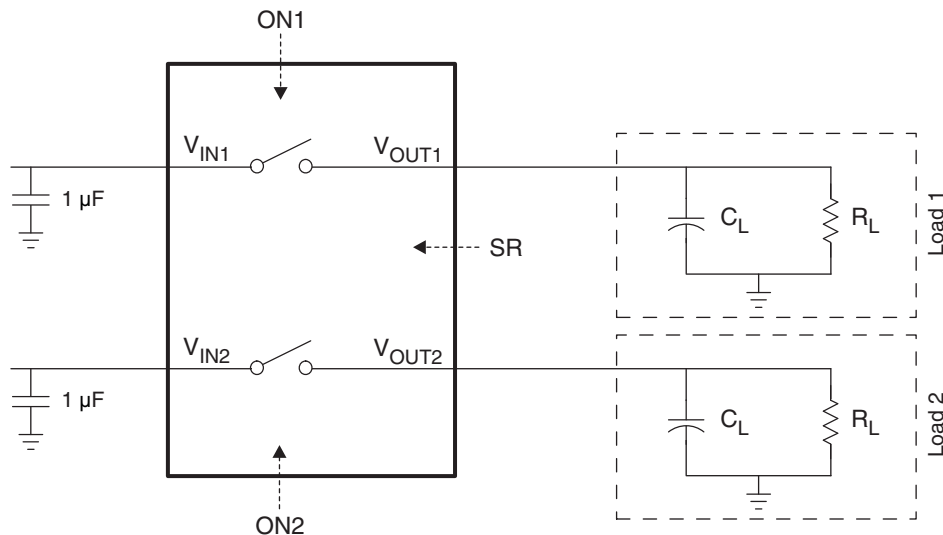 ON1
V_IN1
V_OUT1
1 µF
C_L
R_L
Load 1
SR
V_IN2
V_OUT2
1 µF
C_L
R_L
Load 2
ON2